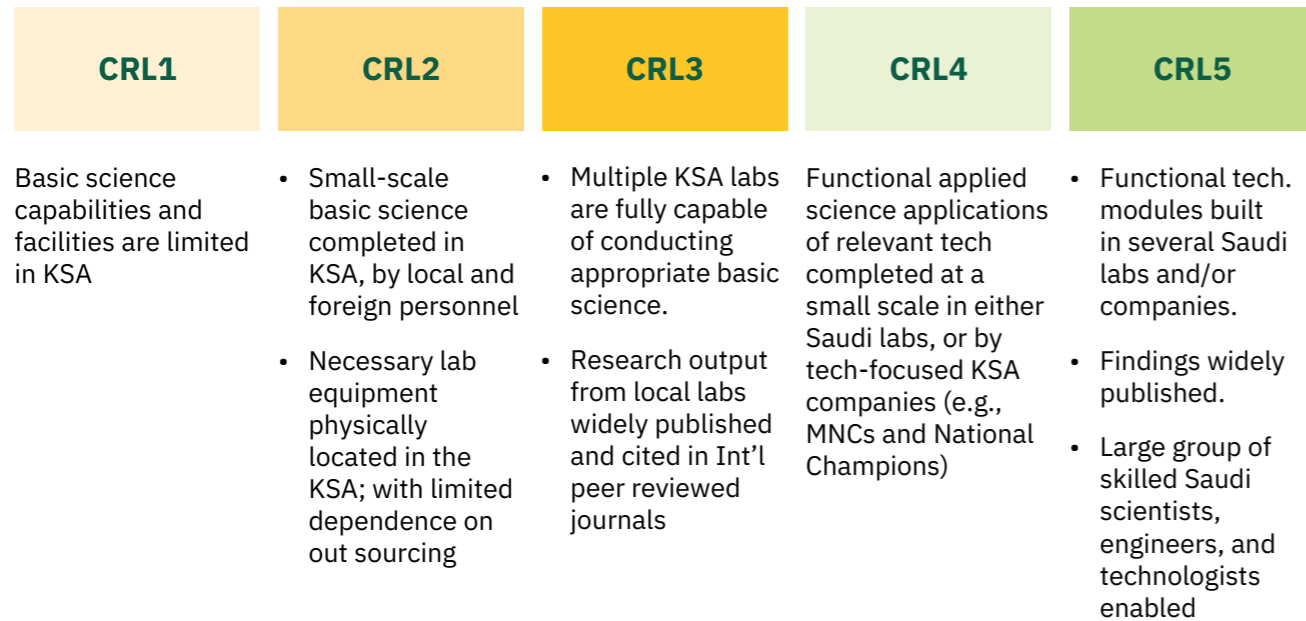 CRL1
Basic science
capabilities and
facilities are limited
in KSA
CRL2
• Small-scale
basic science
completed in
KSA, by local and
foreign personnel
• Necessary lab
equipment
physically
located in the
KSA; with limited
dependence on
out sourcing
CRL3
• Multiple KSA labs
are fully capable
of conducting
appropriate basic
science.
• Research output
from local labs
widely published
and cited in Int’l
peer reviewed
journals
CRL4
Functional applied
science applications
of relevant tech
completed at a
small scale in either
Saudi labs, or by
tech-focused KSA
companies (e.g.,
MNCs and National
Champions)
CRL5
• Functional tech.
modules built
in several Saudi
labs and/or
companies.
• Findings widely
published.
• Large group of
skilled Saudi
scientists,
engineers, and
technologists
enabled